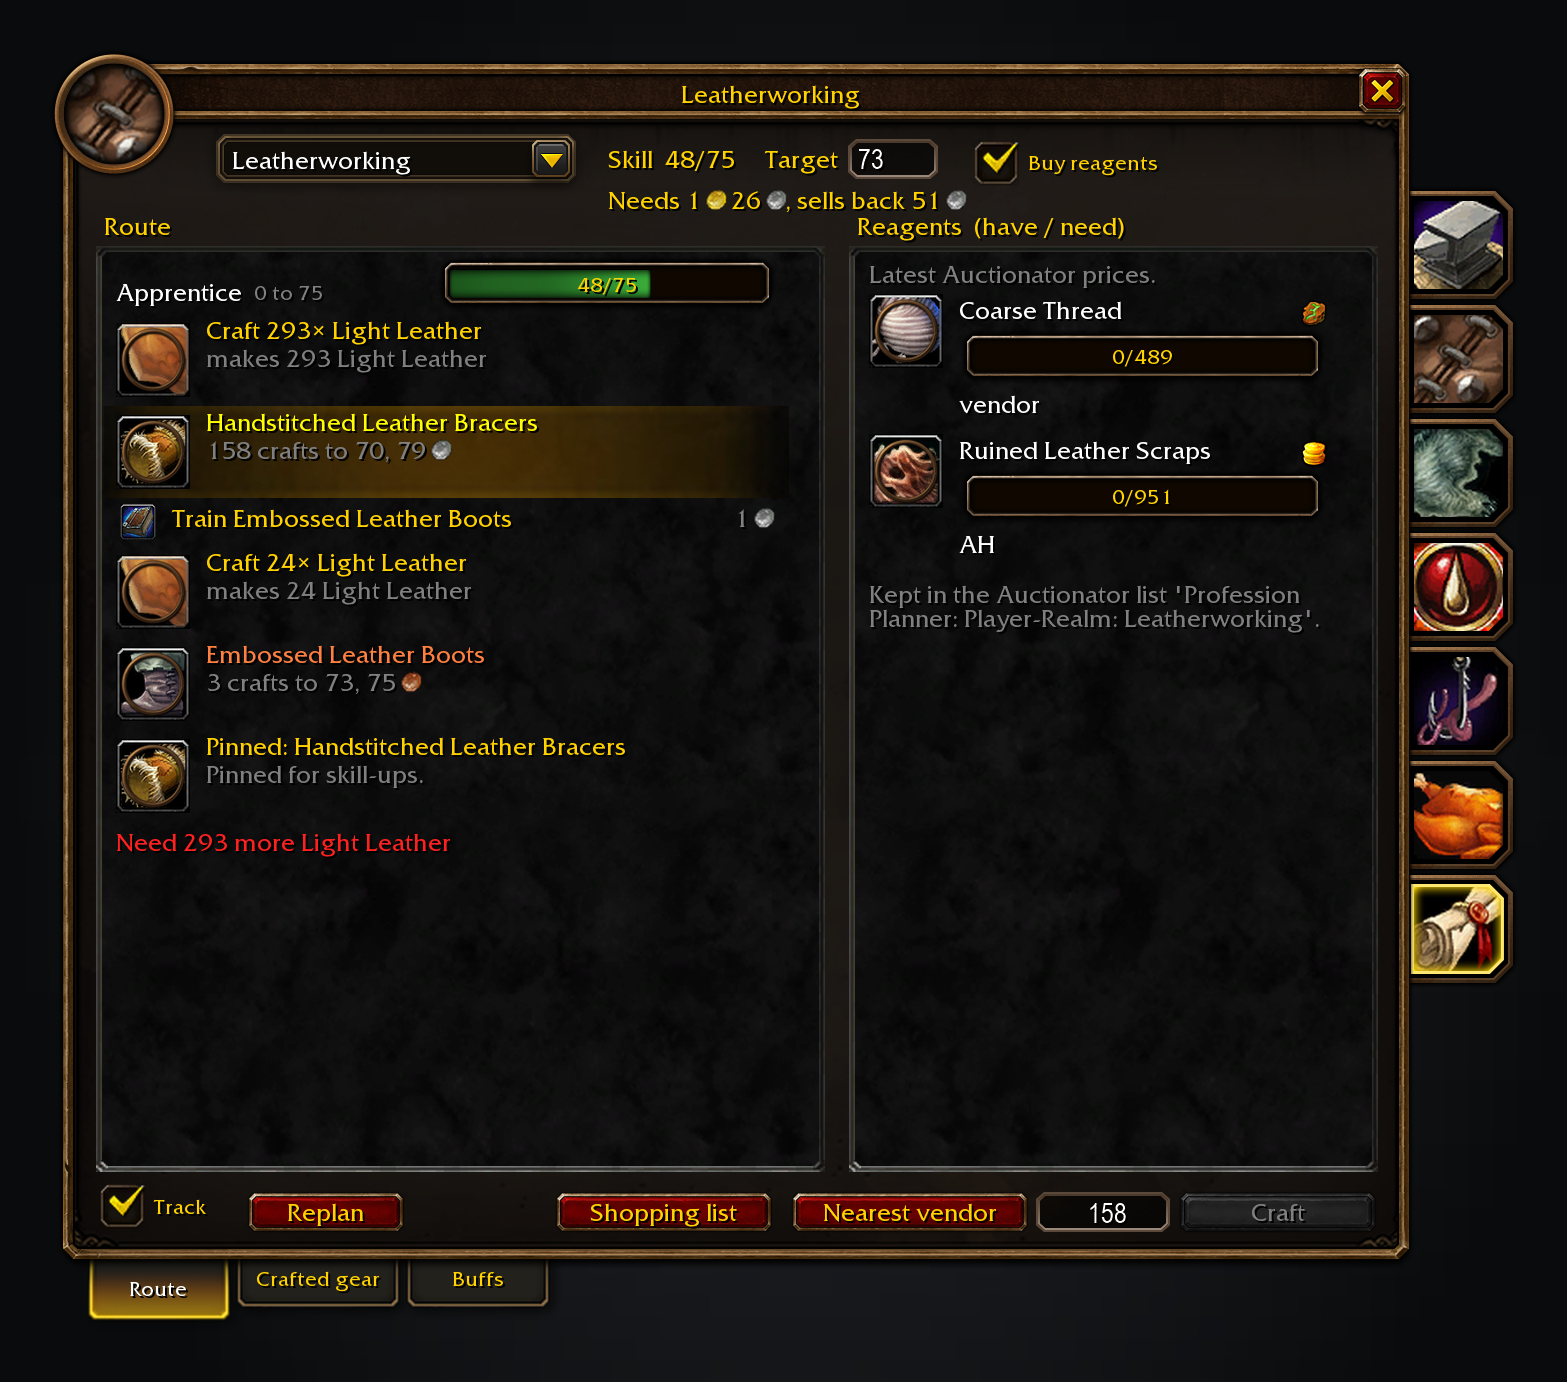 Leatherworking
Leatherworking
Skill 48/75 Target 73 Buy reagents
Needs 1 26 , sells back 51
Route
Reagents (have / need)
Apprentice 0 to 75 48/75
Craft 293× Light Leather
makes 293 Light Leather
Handstitched Leather Bracers
158 crafts to 70, 79
Train Embossed Leather Boots 1
Craft 24× Light Leather
makes 24 Light Leather
Embossed Leather Boots
3 crafts to 73, 75
Pinned: Handstitched Leather Bracers
Pinned for skill-ups.
Need 293 more Light Leather
Latest Auctionator prices.
Coarse Thread
0/489
vendor
Ruined Leather Scraps
0/951
AH
Kept in the Auctionator list 'Profession
Planner: Player-Realm: Leatherworking'.
Track Replan Shopping list Nearest vendor 158 Craft
Route Crafted gear Buffs